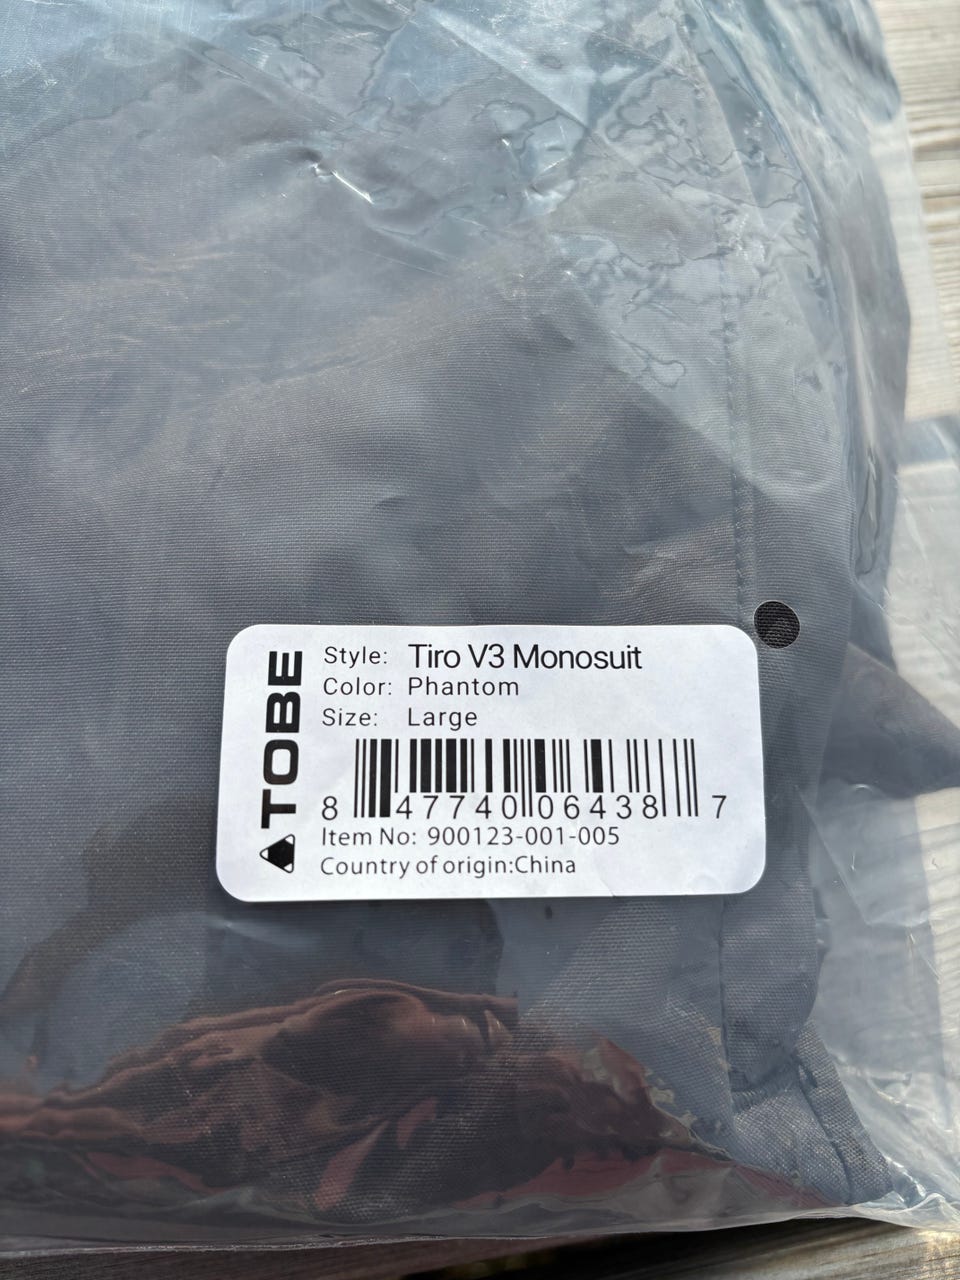 TOBE
Style: Tiro V3 Monosuit
Color: Phantom
Size: Large
8 47740 06438 7
Item No: 900123-001-005
Country of origin:China